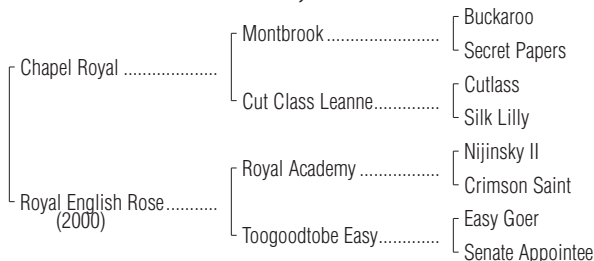 Buckaroo
Montbrook
Secret Papers
Chapel Royal
Cutlass
Cut Class Leanne
Silk Lilly
Nijinsky II
Royal Academy
Crimson Saint
Royal English Rose
(2000)
Easy Goer
Toogoodtobe Easy
Senate Appointee